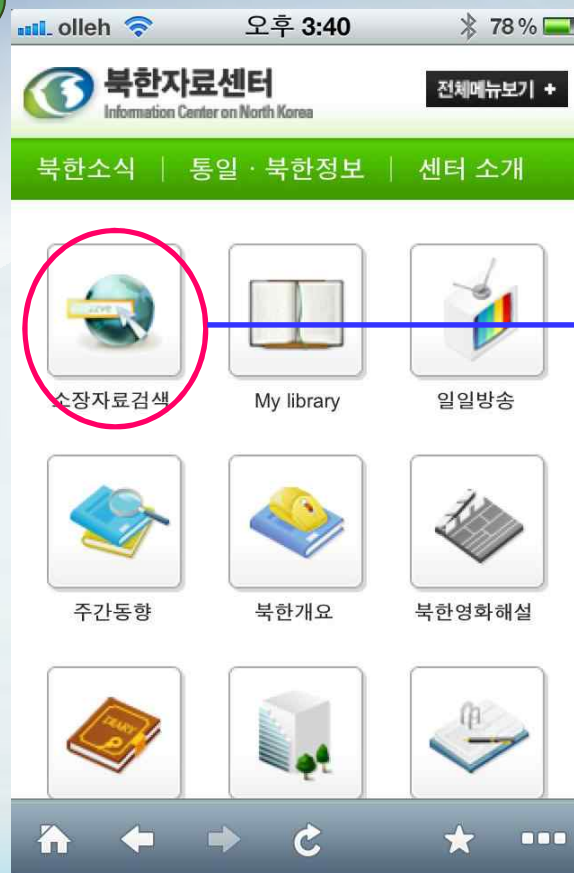 olleh 오후 3:40 78 %
북한자료센터
Information Center on North Korea
전체메뉴보기 +
북한소식 | 통일 · 북한정보 | 센터 소개
소장자료검색 My library 일일방송
주간동향 북한개요 북한영화해설
DIARY